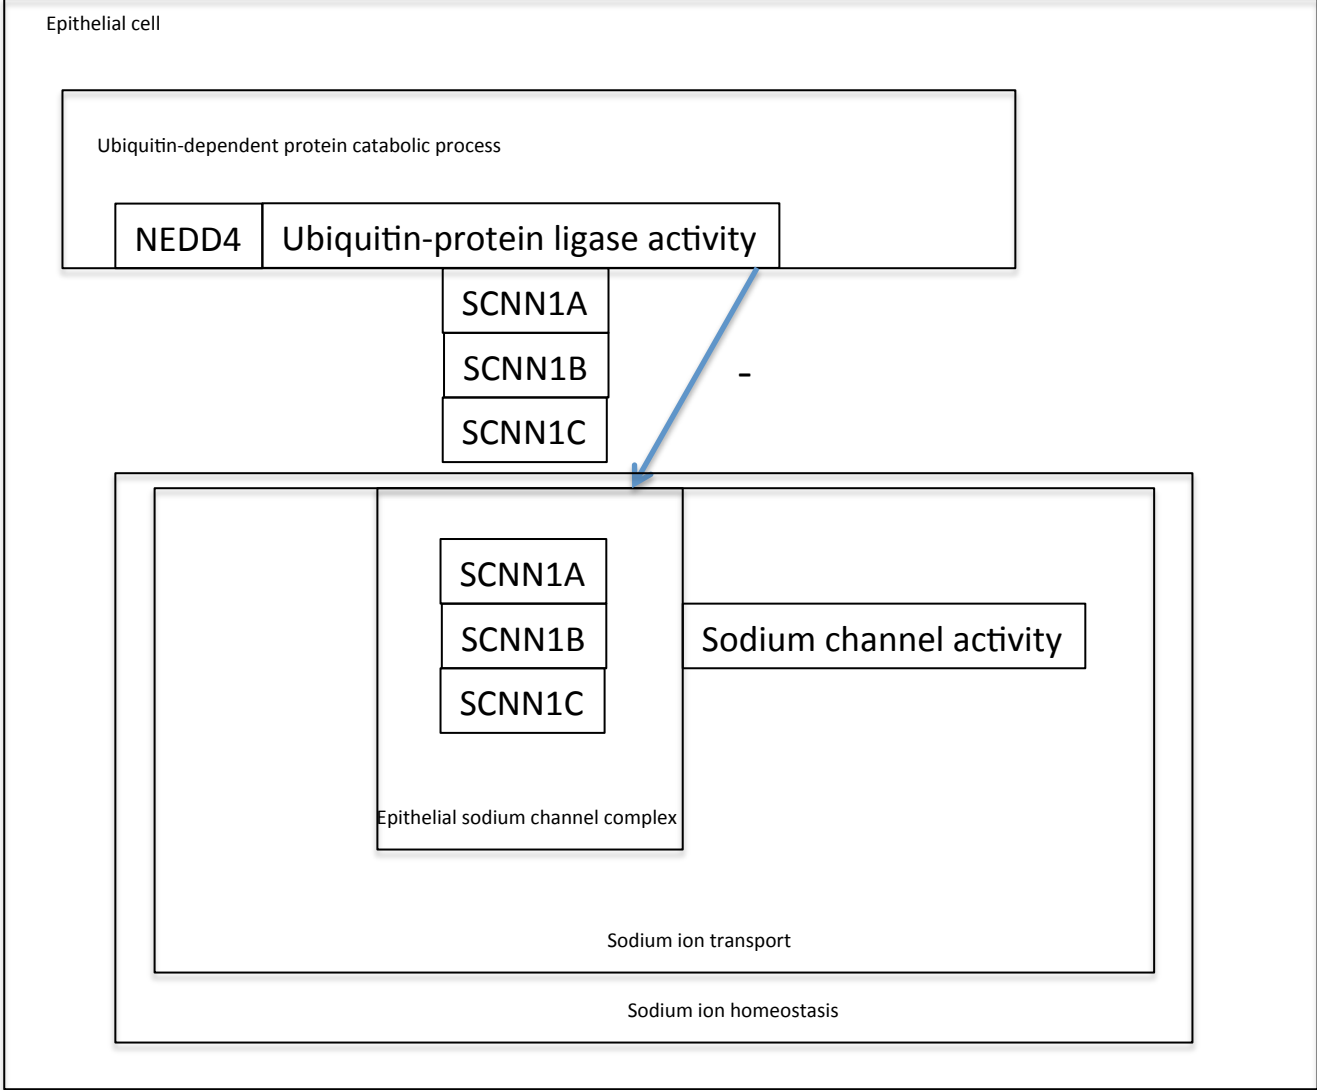 Epithelial cell
Ubiquitin-dependent protein catabolic process
NEDD4
Ubiquitin-protein ligase activity
SCNN1A
SCNN1B
-
SCNN1C
SCNN1A
SCNN1B
Sodium channel activity
SCNN1C
Epithelial sodium channel complex
Sodium ion transport
Sodium ion homeostasis